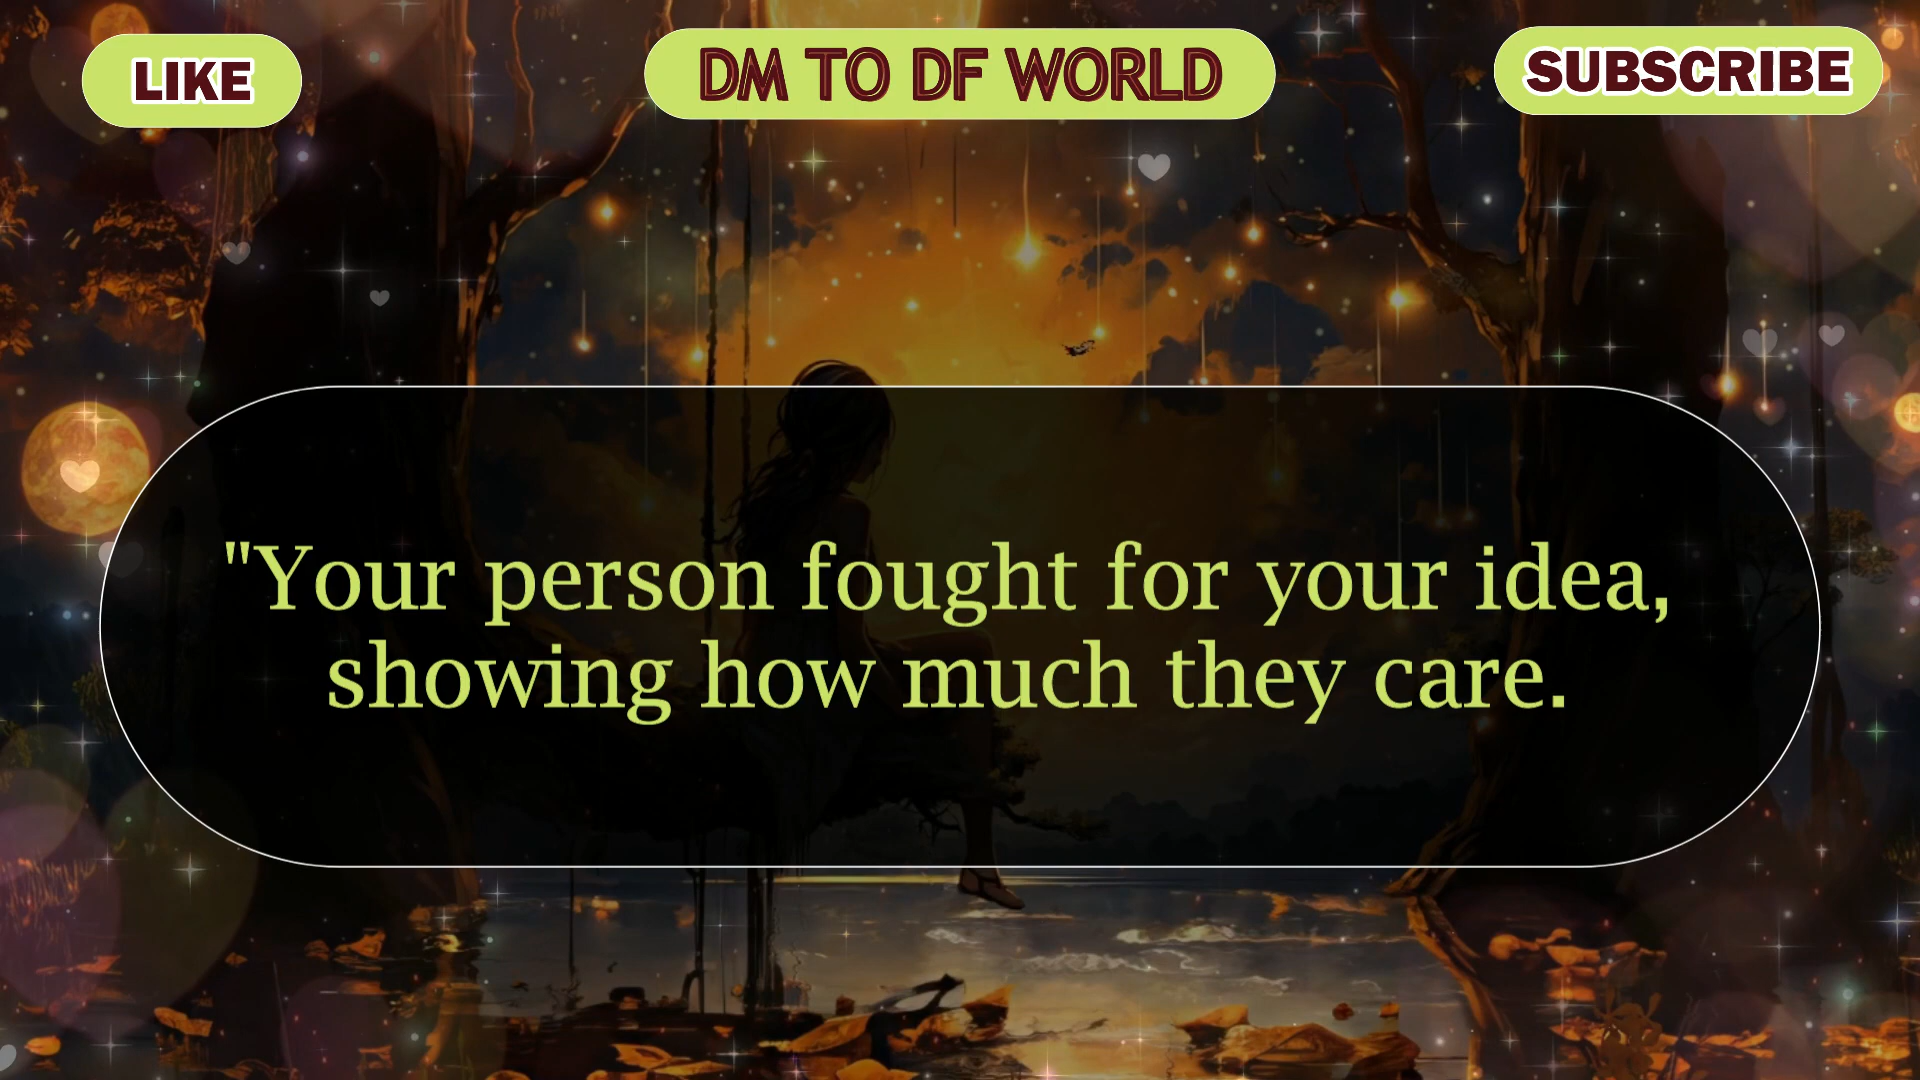 LIKE
DM TO DF WORLD
SUBSCRIBE
"Your person fought for your idea,
showing how much they care.